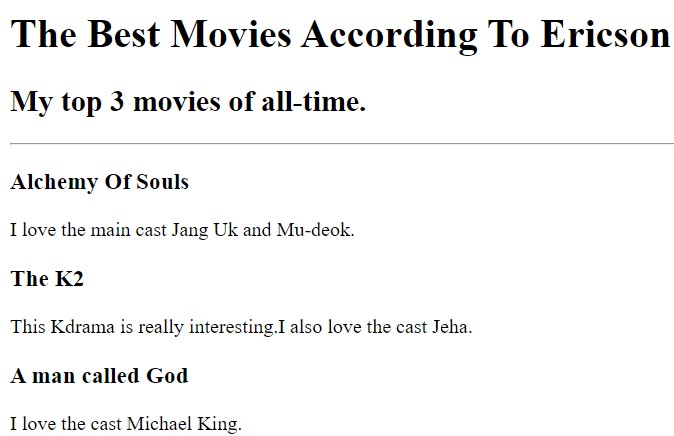 The Best Movies According To Ericson
My top 3 movies of all-time.
Alchemy Of Souls
I love the main cast Jang Uk and Mu-deok.
The K2
This Kdrama is really interesting.I also love the cast Jeha.
A man called God
I love the cast Michael King.